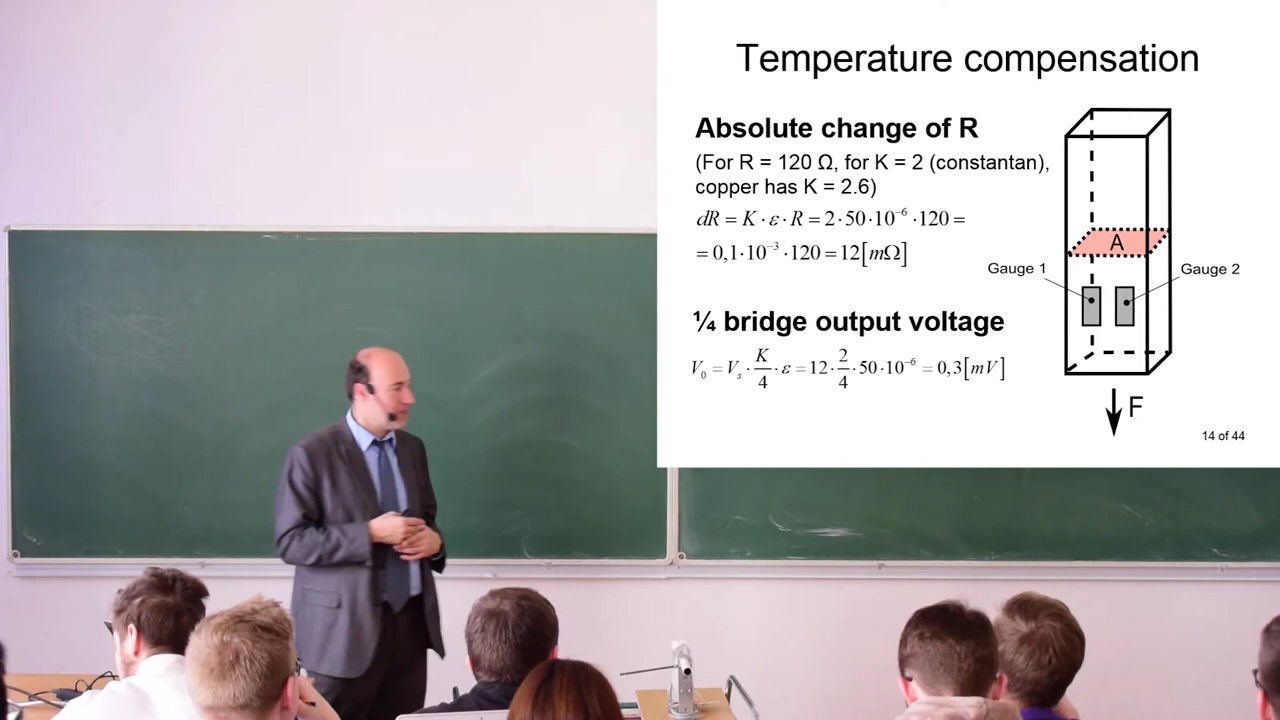 Temperature compensation
Absolute change of R
(For R = 120 Ω, for K = 2 (constantan),
copper has K = 2.6)
dR = K · ε · R = 2 · 50 · 10⁻⁶ · 120 =
= 0,1 · 10⁻³ · 120 = 12[mΩ]
A
Gauge 1
Gauge 2
¼ bridge output voltage
V₀ = Vₛ · K/4 · ε = 12 · 2/4 · 50 · 10⁻⁶ = 0,3[mV]
F
14 of 44